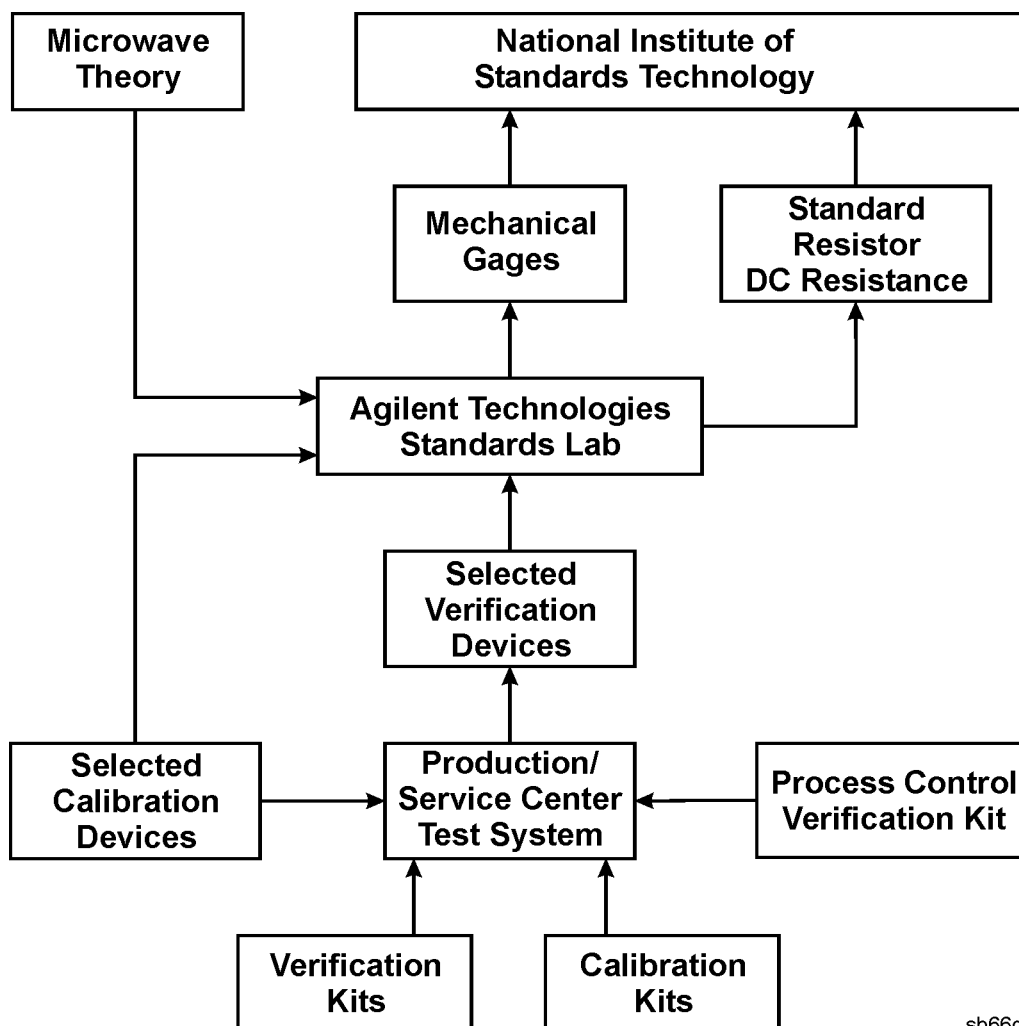 Microwave
Theory
National Institute of
Standards Technology
Mechanical
Gages
Standard
Resistor
DC Resistance
Agilent Technologies
Standards Lab
Selected
Verification
Devices
Selected
Calibration
Devices
Production/
Service Center
Test System
Process Control
Verification Kit
Verification
Kits
Calibration
Kits